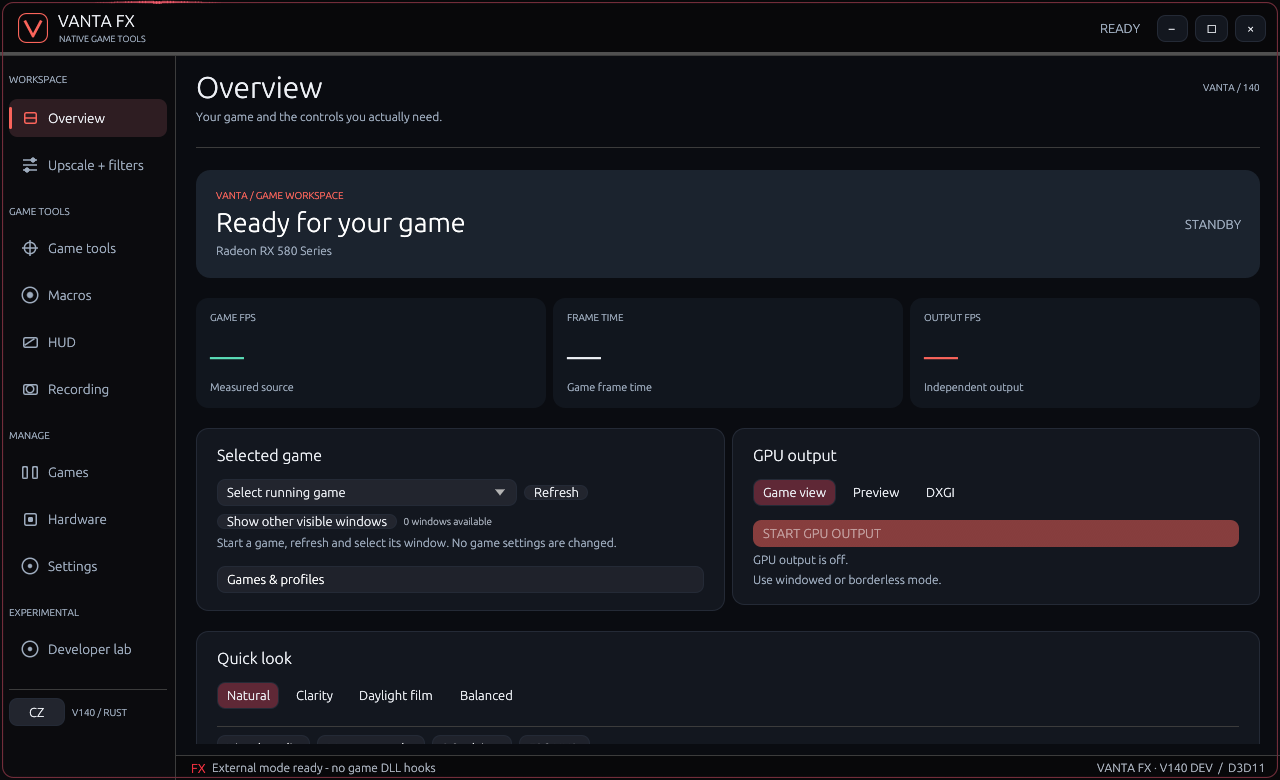 VANTA FX
NATIVE GAME TOOLS
READY
WORKSPACE
Overview
Upscale + filters
GAME TOOLS
Game tools
Macros
HUD
Recording
MANAGE
Games
Hardware
Settings
EXPERIMENTAL
Developer lab
CZ V140 / RUST
Overview
VANTA / 140
Your game and the controls you actually need.
VANTA / GAME WORKSPACE
Ready for your game
Radeon RX 580 Series
STANDBY
GAME FPS
Measured source
FRAME TIME
Game frame time
OUTPUT FPS
Independent output
Selected game
Select running game Refresh
Show other visible windows 0 windows available
Start a game, refresh and select its window. No game settings are changed.
Games & profiles
GPU output
Game view Preview DXGI
START GPU OUTPUT
GPU output is off.
Use windowed or borderless mode.
Quick look
Natural Clarity Daylight film Balanced
FX External mode ready - no game DLL hooks
VANTA FX · V140 DEV / D3D11